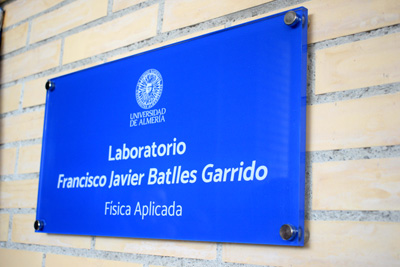 UNIVERSIDAD
DE ALMERÍA
Laboratorio
Francisco Javier Batlles Garrido
Física Aplicada